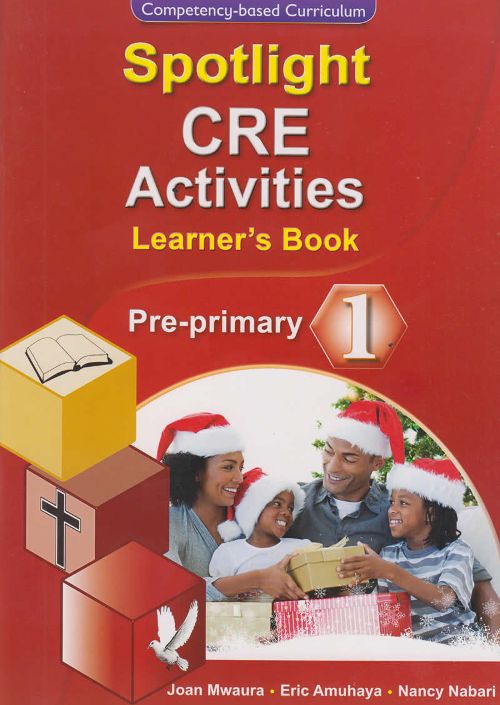 Competency-based Curriculum
Spotlight
CRE
Activities
Learner's Book
Pre-primary 1
Joan Mwaura • Eric Amuhaya • Nancy Nabari